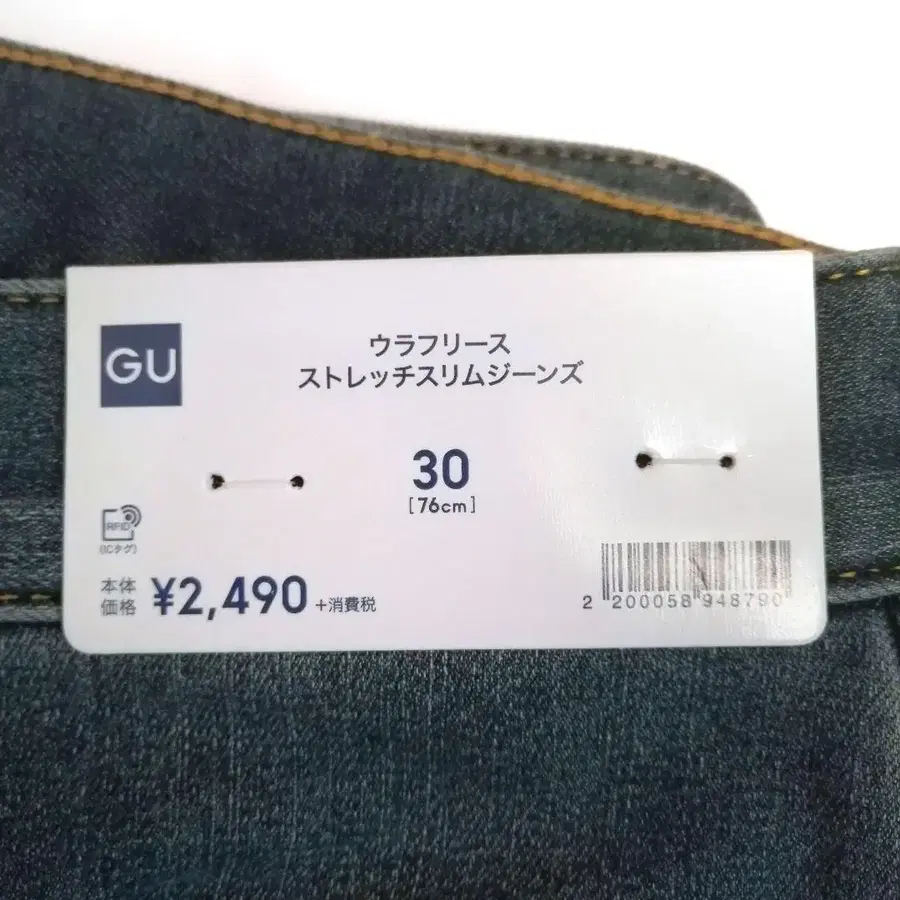 GU
ウラフリース
ストレッチスリムジーンズ
30
[76cm]
RFID
(ICタグ)
本体
価格 ¥2,490 +消費税
2 200058 948790